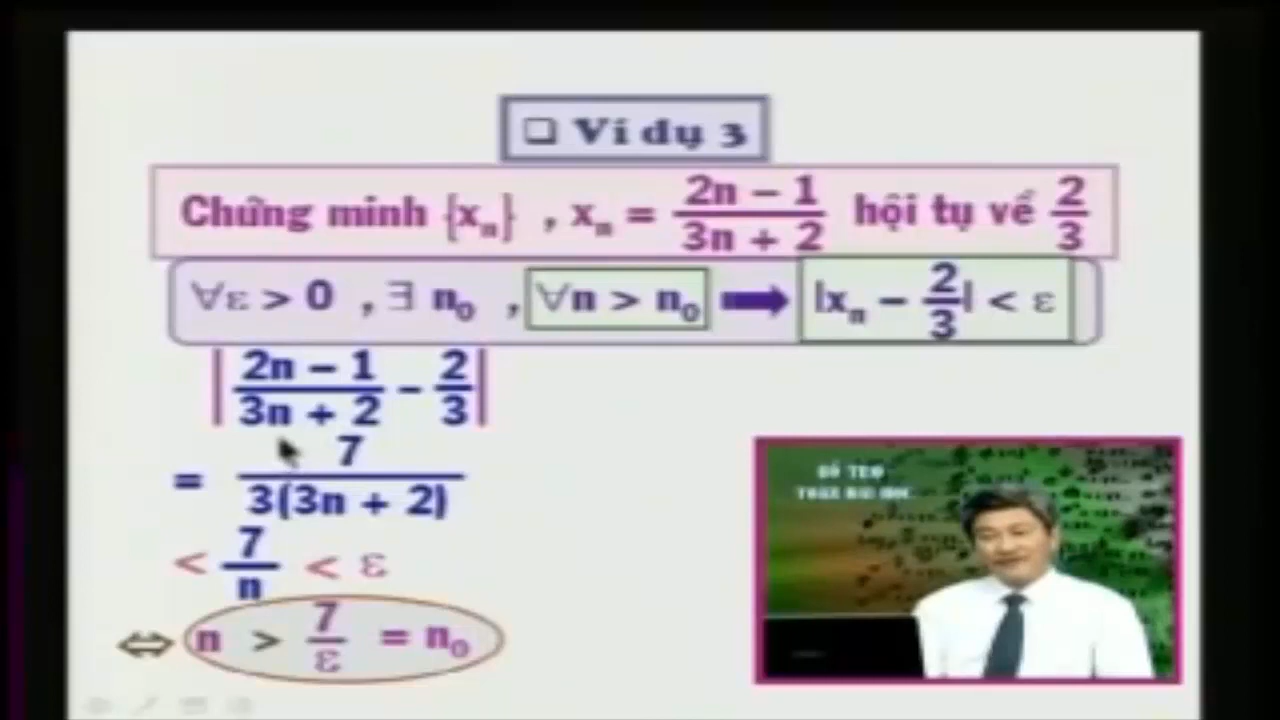 ❑ Ví dụ 3
Chứng minh {xₙ} , xₙ = (2n − 1)/(3n + 2) hội tụ về 2/3
∀ε > 0 , ∃ n₀ , ∀n > n₀ ➡ |xₙ − 2/3| < ε
|(2n − 1)/(3n + 2) − 2/3|
= 7/(3(3n + 2))
< 7/n < ε
⇔ n > 7/ε = n₀